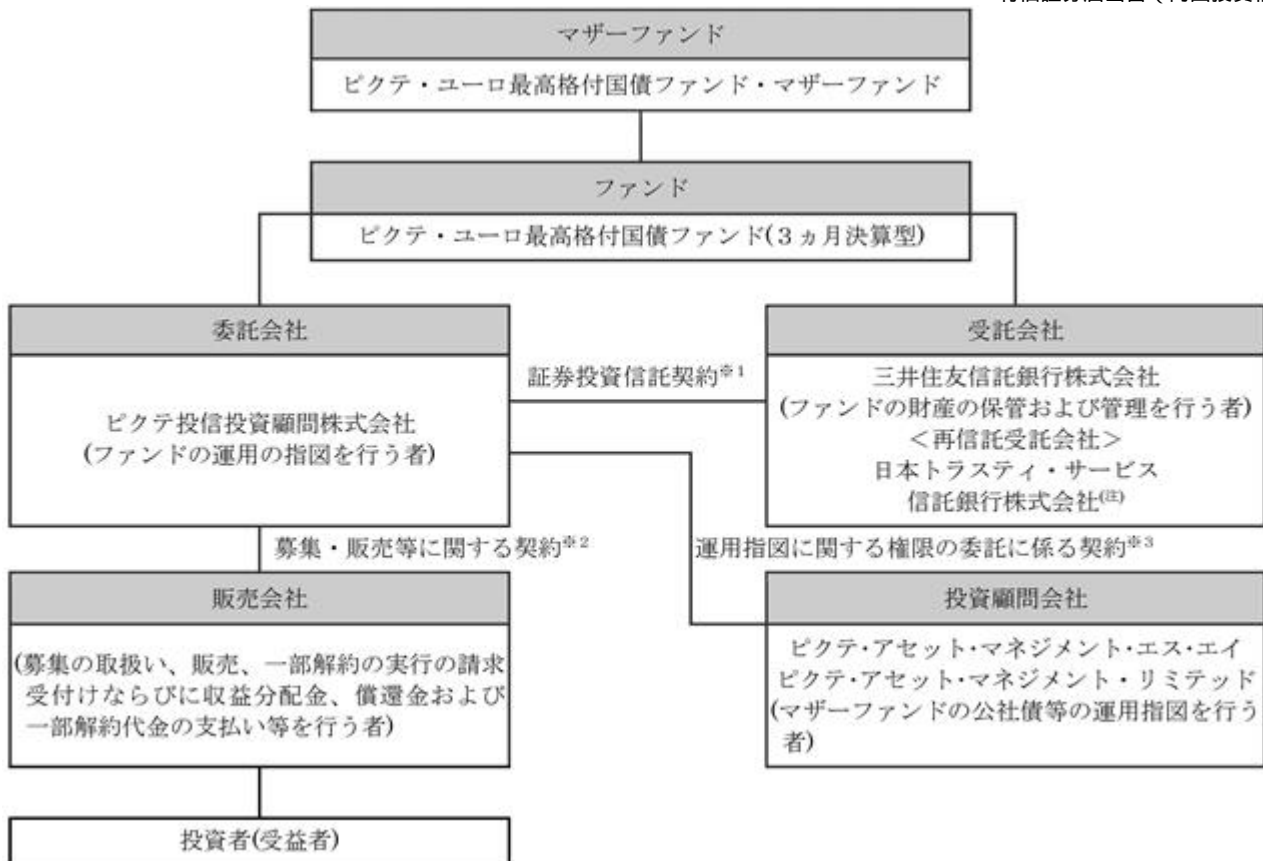 マザーファンド
ピクテ・ユーロ最高格付国債ファンド・マザーファンド
ファンド
ピクテ・ユーロ最高格付国債ファンド(３ヵ月決算型)
委託会社
ピクテ投信投資顧問株式会社
(ファンドの運用の指図を行う者)
証券投資信託契約※1
受託会社
三井住友信託銀行株式会社
(ファンドの財産の保管および管理を行う者)
＜再信託受託会社＞
日本トラスティ・サービス
信託銀行株式会社(注)
募集・販売等に関する契約※2
運用指図に関する権限の委託に係る契約※3
販売会社
(募集の取扱い、販売、一部解約の実行の請求
受付けならびに収益分配金、償還金および
一部解約代金の支払い等を行う者)
投資顧問会社
ピクテ・アセット・マネジメント・エス・エイ
ピクテ・アセット・マネジメント・リミテッド
(マザーファンドの公社債等の運用指図を行う
者)
投資者(受益者)